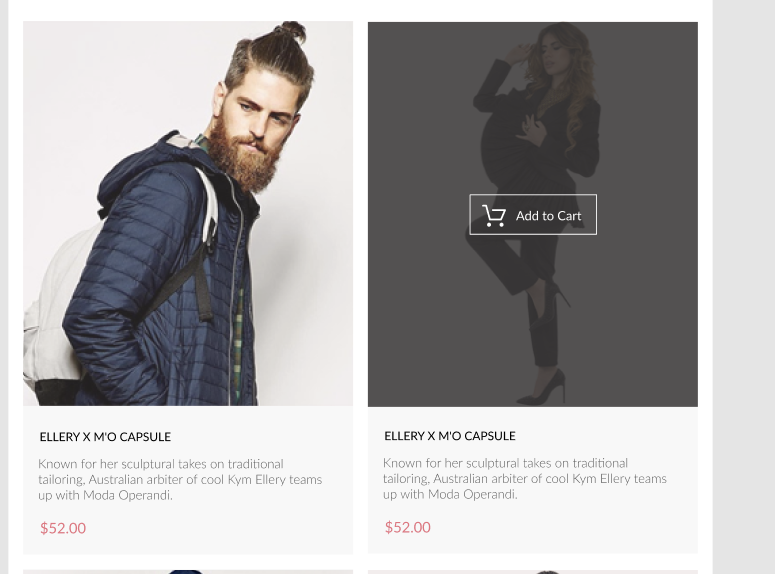 Add to Cart
ELLERY X M'O CAPSULE
Known for her sculptural takes on traditional
tailoring, Australian arbiter of cool Kym Ellery teams
up with Moda Operandi.
$52.00
ELLERY X M'O CAPSULE
Known for her sculptural takes on traditional
tailoring, Australian arbiter of cool Kym Ellery teams
up with Moda Operandi.
$52.00